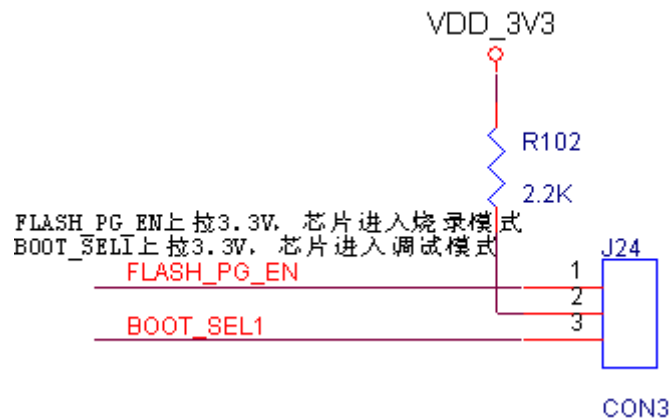 VDD_3V3
R102
2.2K
FLASH_PG_EN上拉3.3V，芯片进入烧录模式
BOOT_SEL1上拉3.3V，芯片进入调试模式
J24
FLASH_PG_EN
1
2
BOOT_SEL1
3
CON3